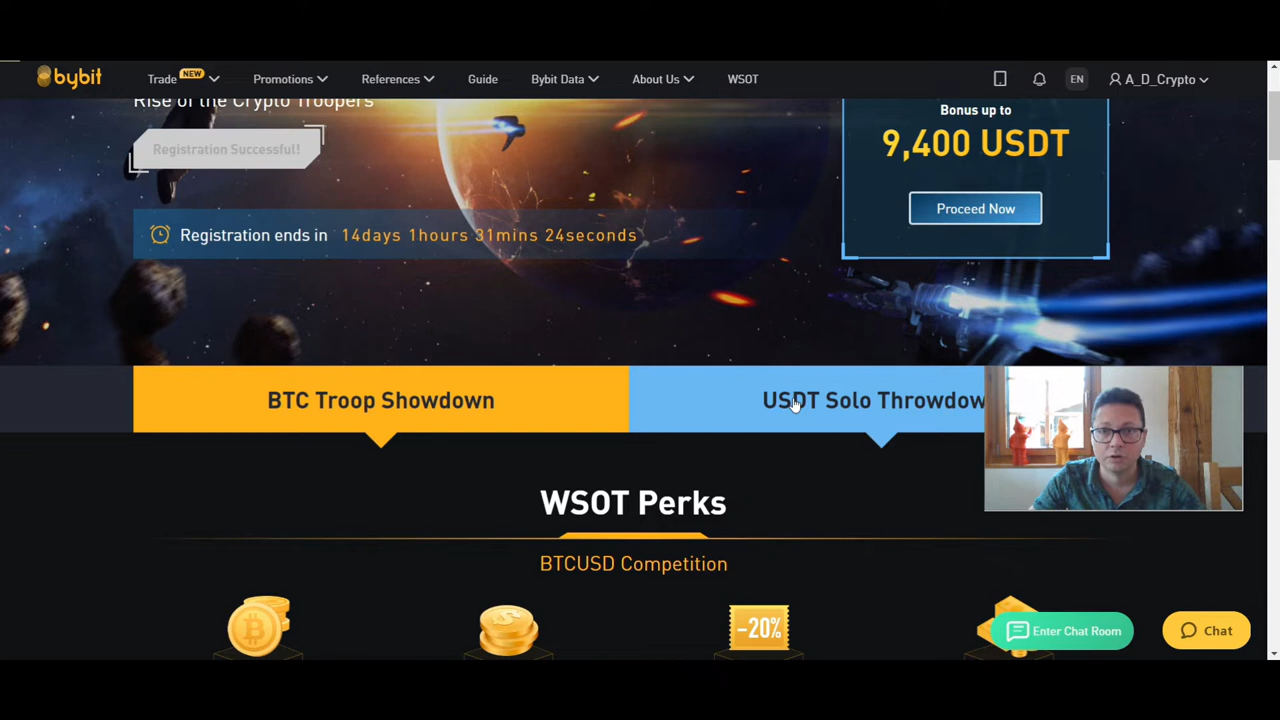 bybit
Trade NEW Promotions References Guide Bybit Data About Us WSOT EN A_D_Crypto
Rise of the Crypto Troopers
Registration Successful!
Registration ends in 14days 1hours 31mins 24seconds
Bonus up to
9,400 USDT
Proceed Now
BTC Troop Showdown
USDT Solo Throwdow
WSOT Perks
BTCUSD Competition
-20%
Enter Chat Room
Chat